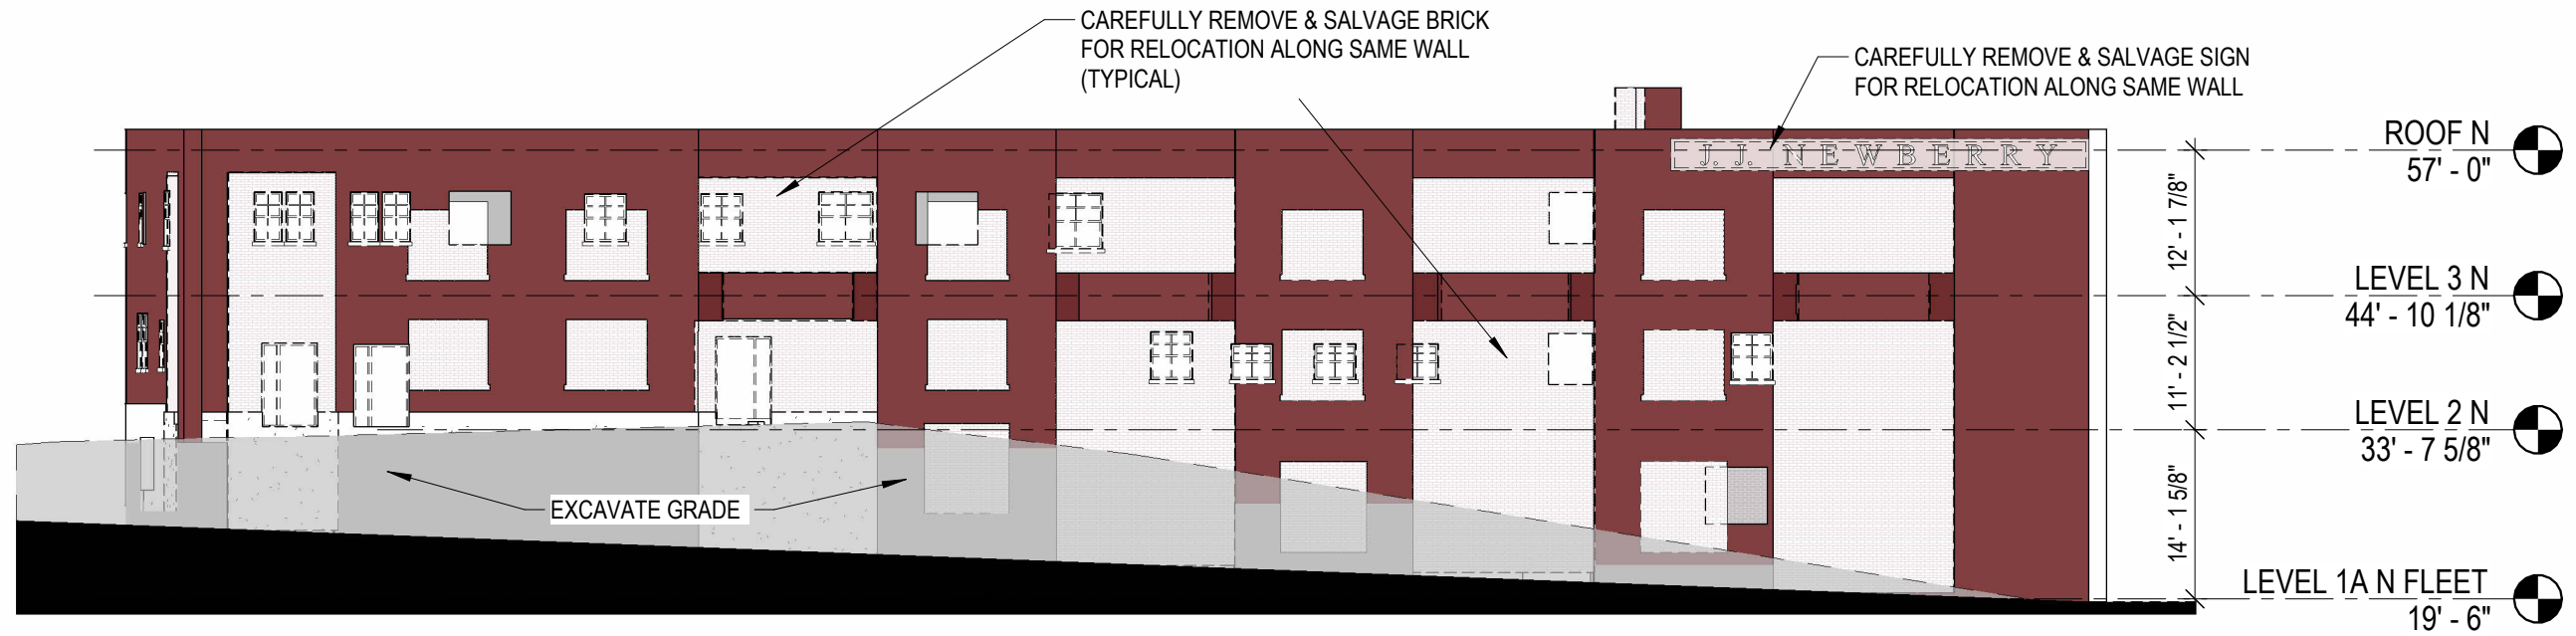 CAREFULLY REMOVE & SALVAGE BRICK
FOR RELOCATION ALONG SAME WALL
(TYPICAL)
CAREFULLY REMOVE & SALVAGE SIGN
FOR RELOCATION ALONG SAME WALL
J. J. NEWBERRY
ROOF N
57' - 0"
12' - 1 7/8"
LEVEL 3 N
44' - 10 1/8"
11' - 2 1/2"
LEVEL 2 N
33' - 7 5/8"
EXCAVATE GRADE
14' - 1 5/8"
LEVEL 1A N FLEET
19' - 6"